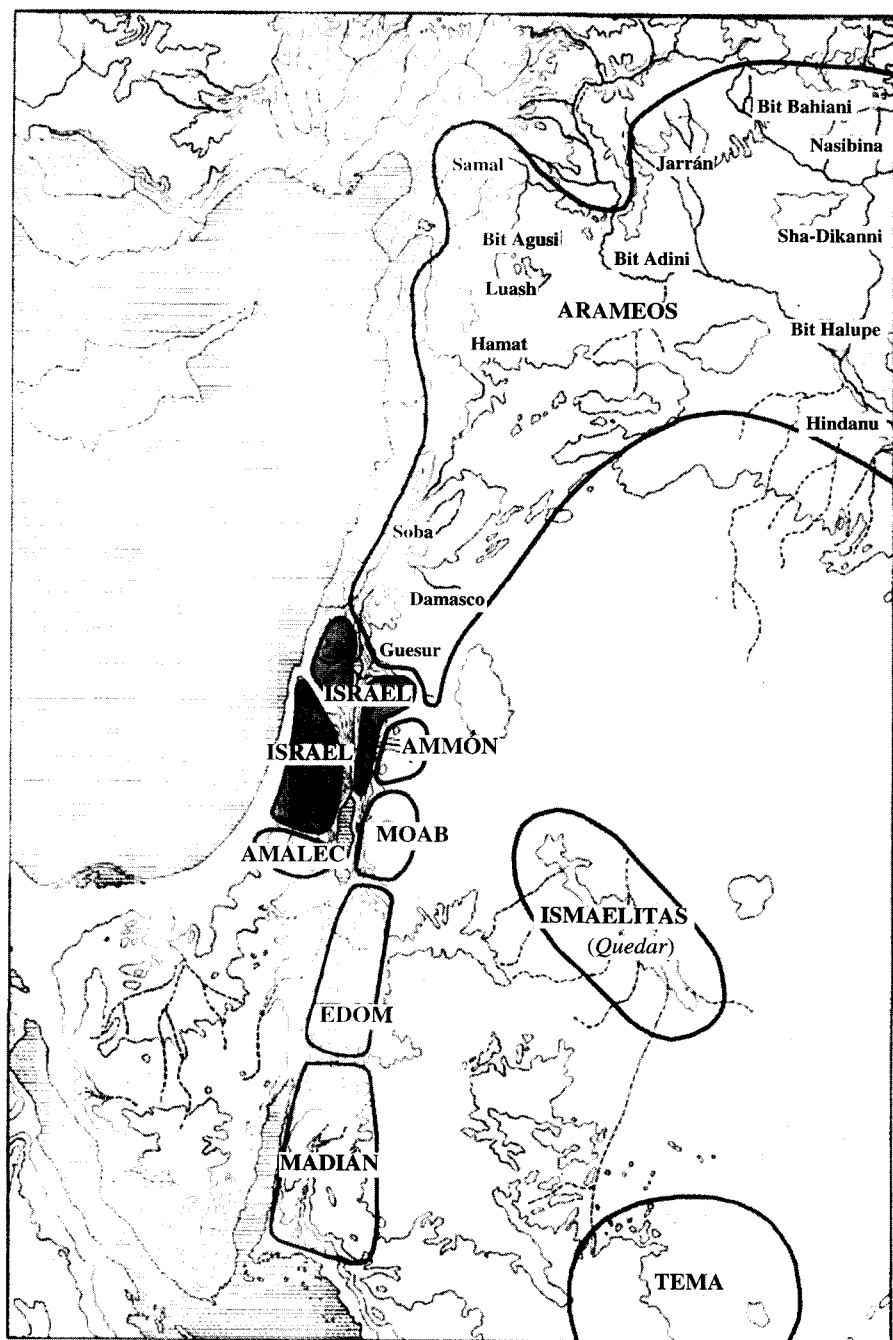 Bit Bahiani
Nasibina
Samal
Jarrán
Bit Agusi
Sha-Dikanni
Bit Adini
Luash
ARAMEOS
Bit Halupe
Hamat
Hindanu
Soba
Damasco
Guesur
ISRAEL
ISRAEL
AMMÓN
MOAB
AMALEC
ISMAELITAS
(Quedar)
EDOM
MADIÁN
TEMA